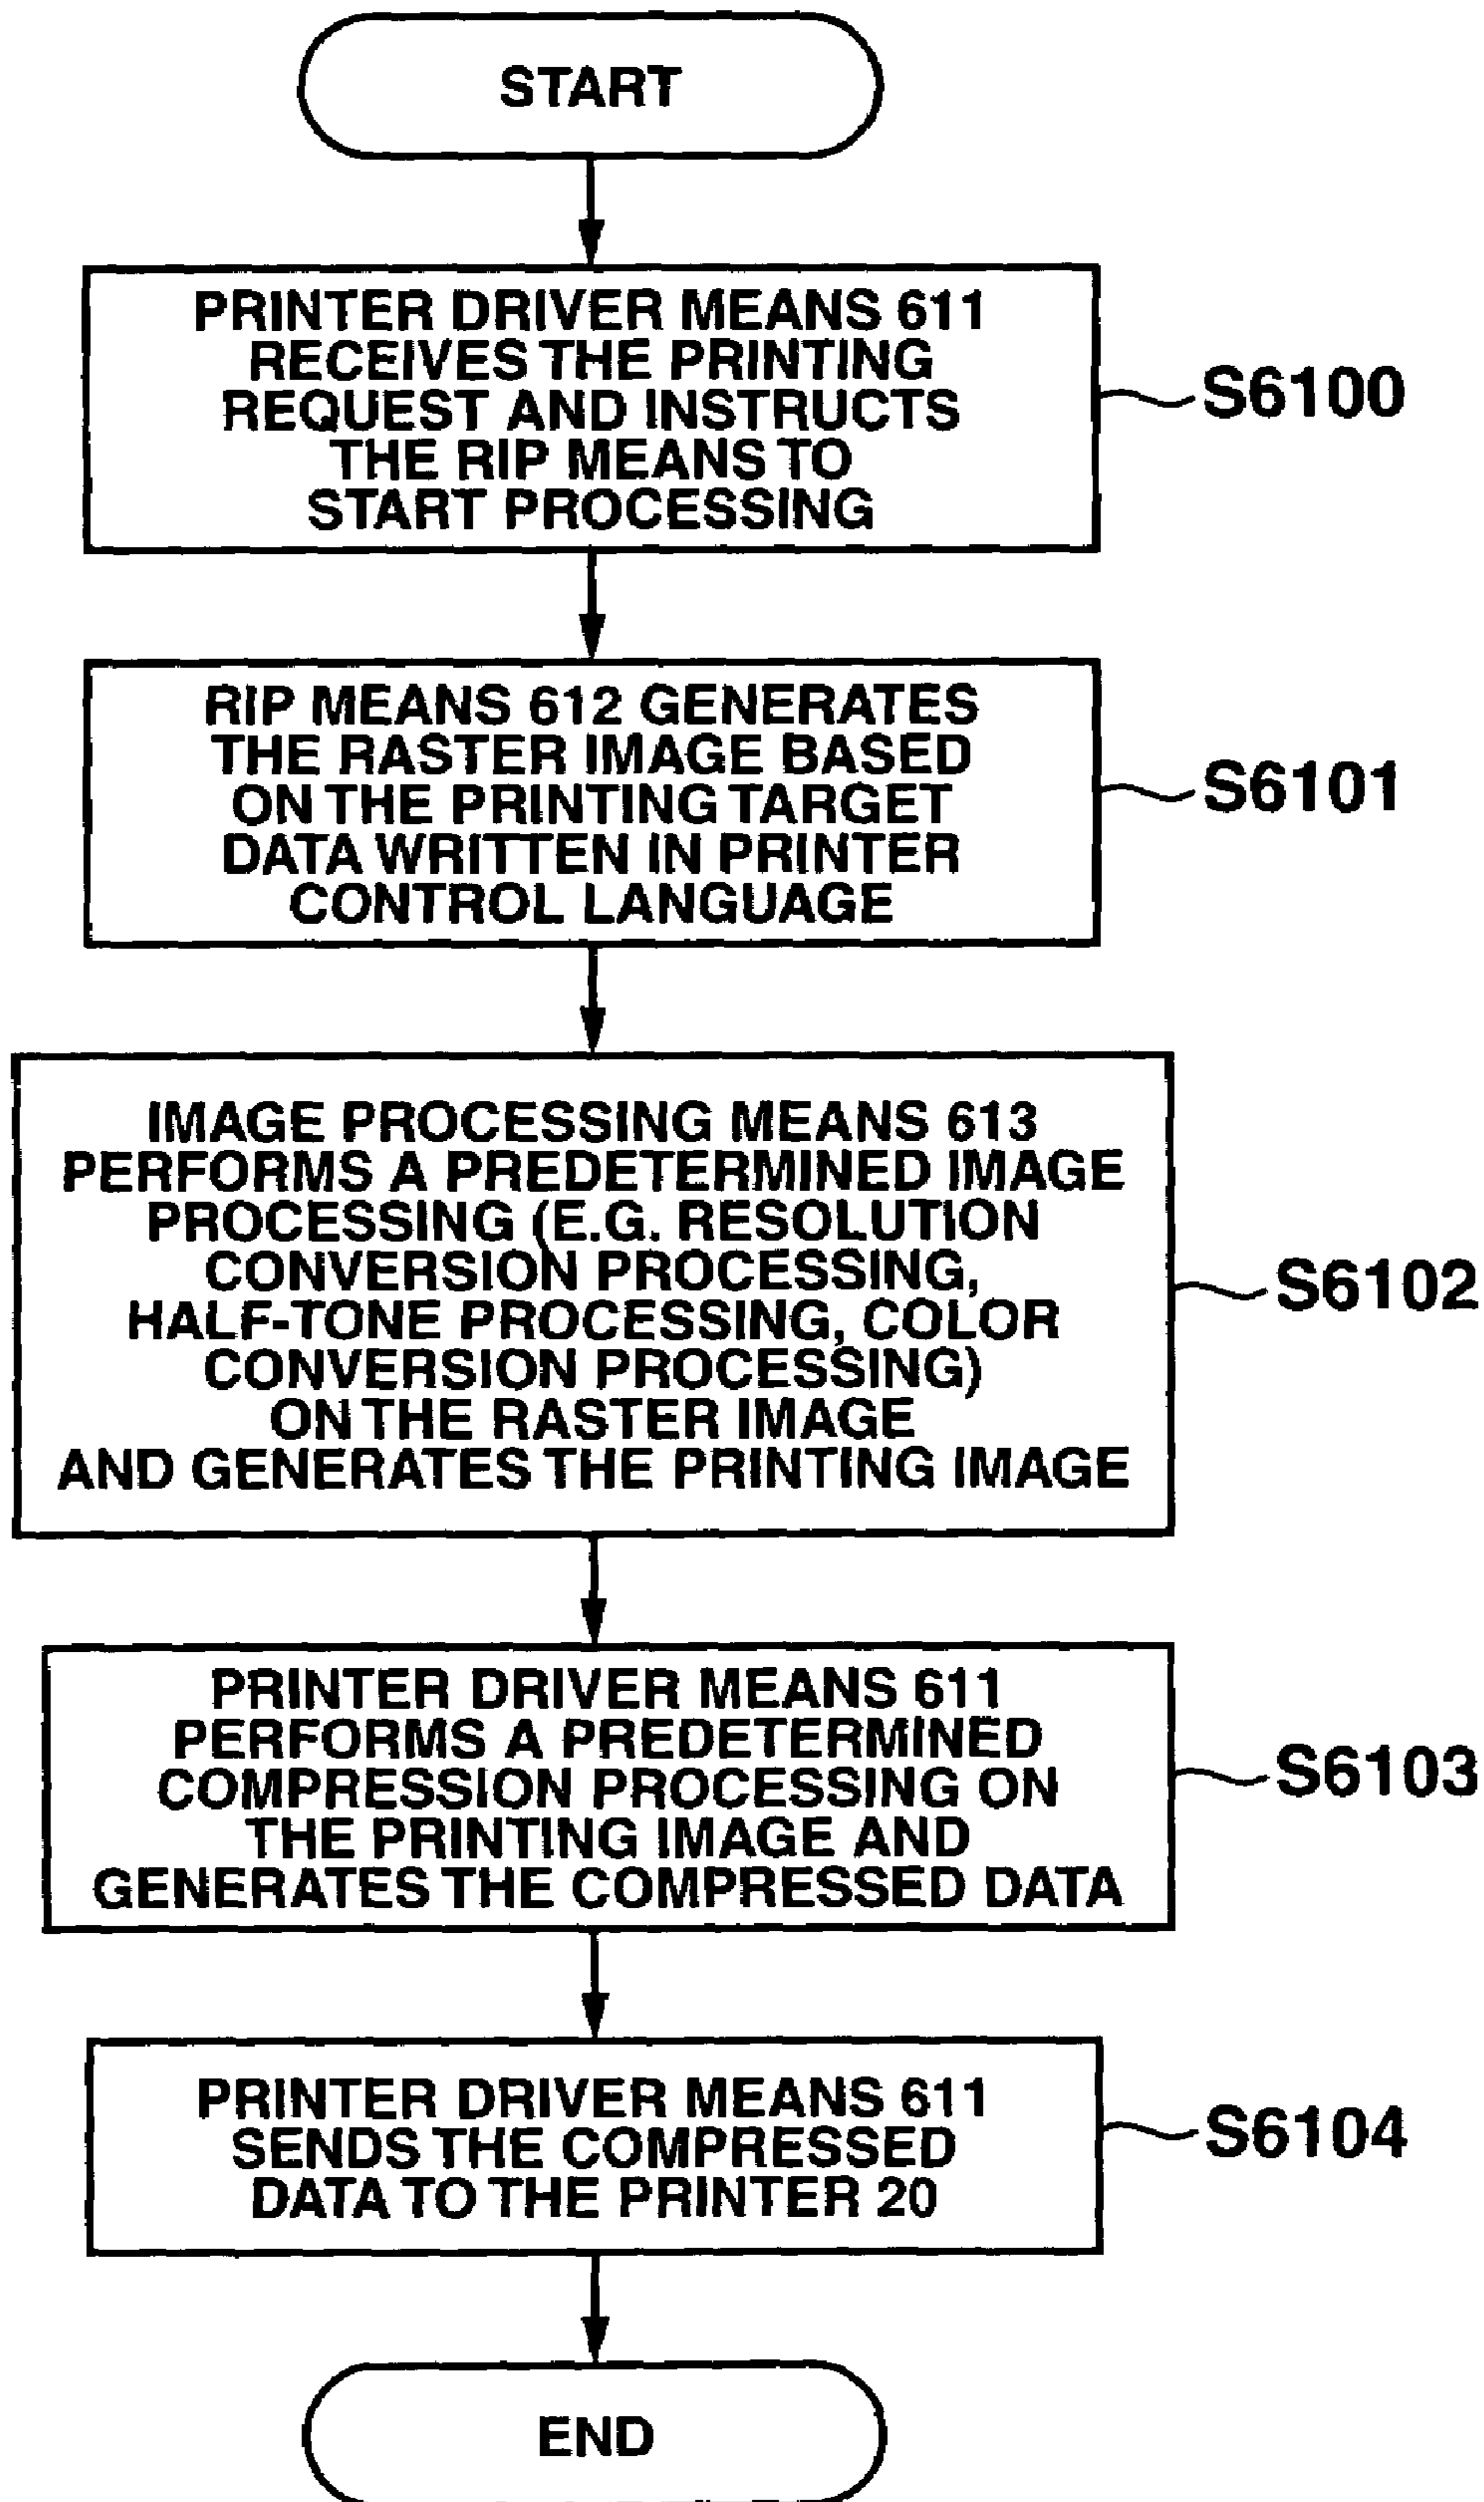 START
PRINTER DRIVER MEANS 611
RECEIVES THE PRINTING
REQUEST AND INSTRUCTS
THE RIP MEANS TO
START PROCESSING
S6100
RIP MEANS 612 GENERATES
THE RASTER IMAGE BASED
ON THE PRINTING TARGET
DATA WRITTEN IN PRINTER
CONTROL LANGUAGE
S6101
IMAGE PROCESSING MEANS 613
PERFORMS A PREDETERMINED IMAGE
PROCESSING (E.G. RESOLUTION
CONVERSION PROCESSING,
HALF-TONE PROCESSING, COLOR
CONVERSION PROCESSING)
ON THE RASTER IMAGE
AND GENERATES THE PRINTING IMAGE
S6102
PRINTER DRIVER MEANS 611
PERFORMS A PREDETERMINED
COMPRESSION PROCESSING ON
THE PRINTING IMAGE AND
GENERATES THE COMPRESSED DATA
S6103
PRINTER DRIVER MEANS 611
SENDS THE COMPRESSED
DATA TO THE PRINTER 20
S6104
END